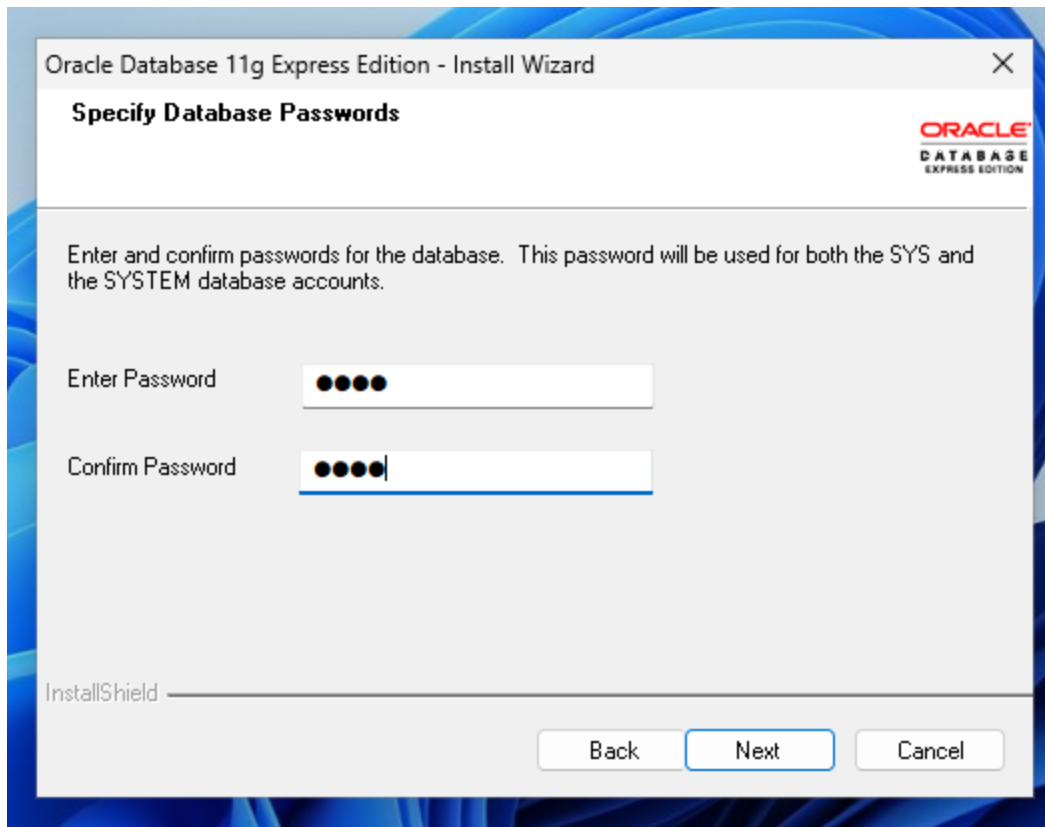 Oracle Database 11g Express Edition - Install Wizard
Specify Database Passwords
ORACLE
DATABASE
EXPRESS EDITION
Enter and confirm passwords for the database. This password will be used for both the SYS and
the SYSTEM database accounts.
Enter Password ●●●●
Confirm Password ●●●●
InstallShield
Back Next Cancel